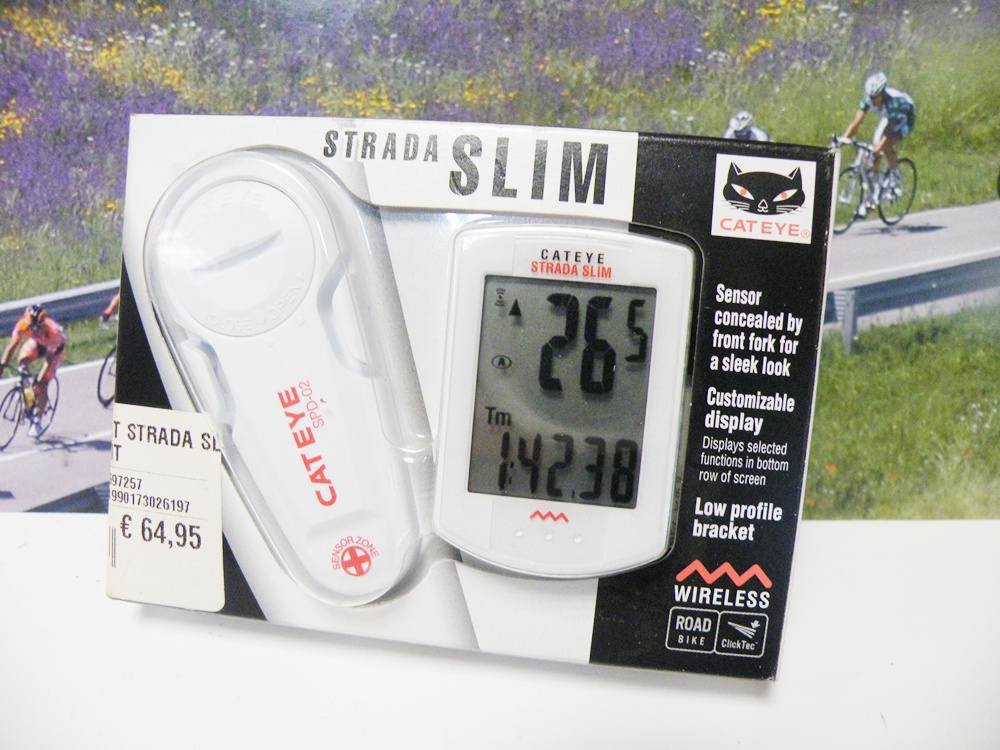 STRADA SLIM
CATEYE®
CATEYE
STRADA SLIM
26 5
A
Tm
1:42.38
CATEYE
SPD-02
SENSOR ZONE
Sensor
concealed by
front fork for
a sleek look
Customizable
display
Displays selected
functions in bottom
row of screen
Low profile
bracket
WIRELESS
ROAD
BIKE
ClickTec™
T STRADA SL
IT
97257
990173026197
€ 64,95